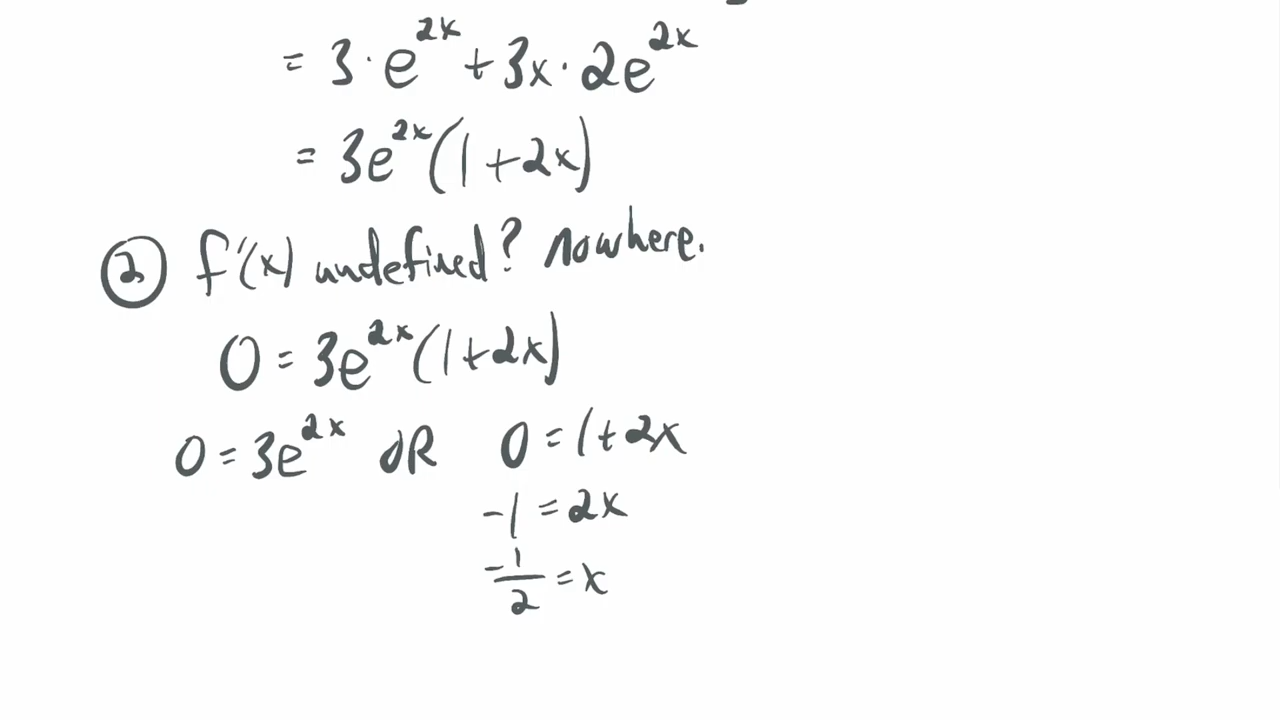 = 3 · e^{2x} + 3x · 2e^{2x}
= 3e^{2x}(1+2x)
② f'(x) undefined? nowhere.
0 = 3e^{2x}(1+2x)
0 = 3e^{2x} OR 0 = 1+2x
-1 = 2x
-1/2 = x